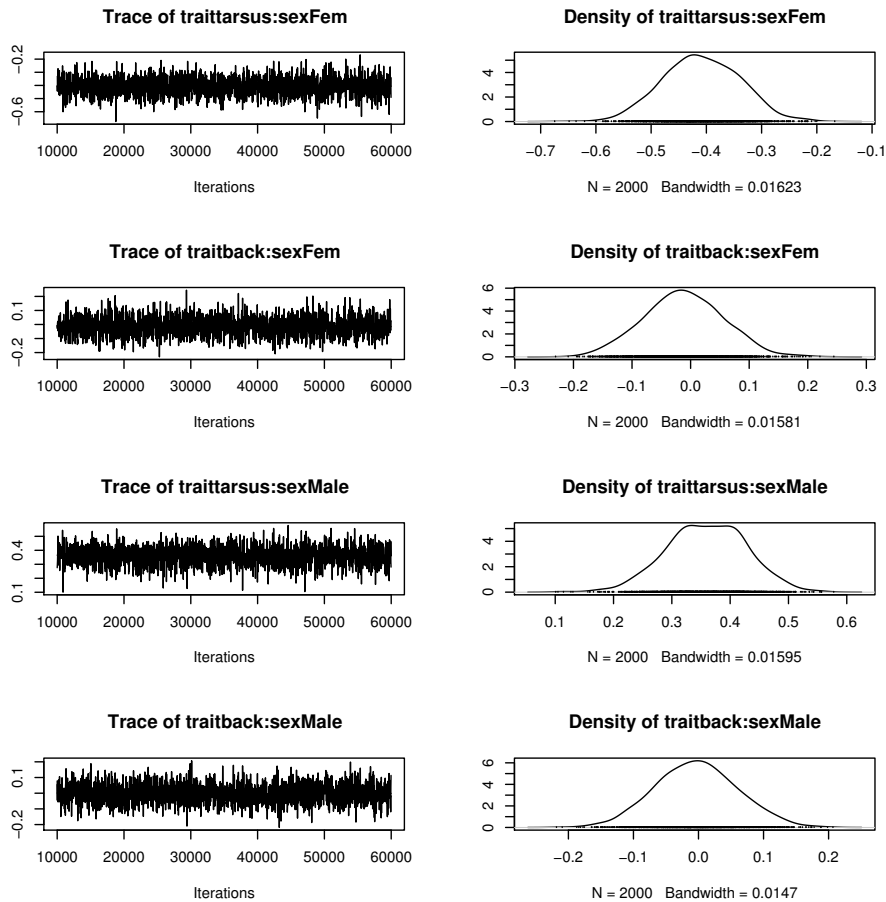 Trace of traittarsus:sexFem
−0.2
−0.6
10000 20000 30000 40000 50000 60000
Iterations
Density of traittarsus:sexFem
4
2
0
−0.7 −0.6 −0.5 −0.4 −0.3 −0.2 −0.1
N = 2000 Bandwidth = 0.01623
Trace of traitback:sexFem
0.1
−0.2
10000 20000 30000 40000 50000 60000
Iterations
Density of traitback:sexFem
6
4
2
0
−0.3 −0.2 −0.1 0.0 0.1 0.2 0.3
N = 2000 Bandwidth = 0.01581
Trace of traittarsus:sexMale
0.4
0.1
10000 20000 30000 40000 50000 60000
Iterations
Density of traittarsus:sexMale
4
2
0
0.1 0.2 0.3 0.4 0.5 0.6
N = 2000 Bandwidth = 0.01595
Trace of traitback:sexMale
0.1
−0.2
10000 20000 30000 40000 50000 60000
Iterations
Density of traitback:sexMale
6
4
2
0
−0.2 −0.1 0.0 0.1 0.2
N = 2000 Bandwidth = 0.0147